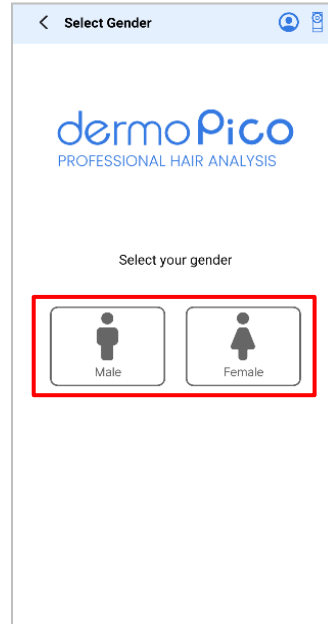 Select Gender
dermoPico
PROFESSIONAL HAIR ANALYSIS
Select your gender
Male Female